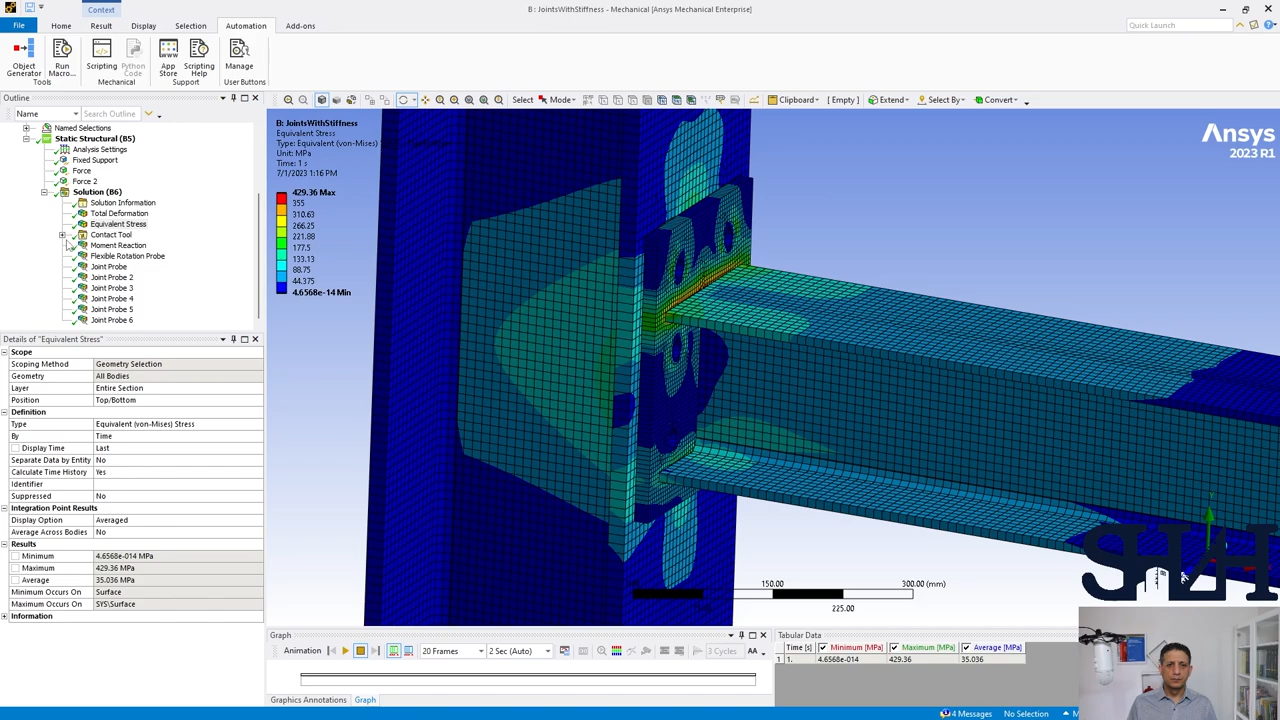 Context
B : JointsWithStiffness - Mechanical [Ansys Mechanical Enterprise]
File Home Result Display Selection Automation Add-ons
Quick Launch
Object Generator
Run Macro...
Scripting
Python Code
App Store
Scripting Help
Manage
Tools
Mechanical
Support
User Buttons
Outline
Name Search Outline
Select Mode Clipboard [ Empty ] Extend Select By Convert
Named Selections
Static Structural (B5)
Analysis Settings
Fixed Support
Force
Force 2
Solution (B6)
Solution Information
Total Deformation
Equivalent Stress
Contact Tool
Moment Reaction
Flexible Rotation Probe
Joint Probe
Joint Probe 2
Joint Probe 3
Joint Probe 4
Joint Probe 5
Joint Probe 6
B: JointsWithStiffness
Equivalent Stress
Type: Equivalent (von-Mises) Stress
Unit: MPa
Time: 1 s
7/1/2023 1:16 PM
429.36 Max
355
310.63
266.25
221.88
177.5
133.13
88.75
44.375
4.6568e-14 Min
Ansys
2023 R1
Details of "Equivalent Stress"
Scope
Scoping Method Geometry Selection
Geometry All Bodies
Layer Entire Section
Position Top/Bottom
Definition
Type Equivalent (von-Mises) Stress
By Time
Display Time Last
Separate Data by Entity No
Calculate Time History Yes
Identifier
Suppressed No
Integration Point Results
Display Option Averaged
Average Across Bodies No
Results
Minimum 4.6568e-014 MPa
Maximum 429.36 MPa
Average 35.036 MPa
Minimum Occurs On Surface
Maximum Occurs On SYS\Surface
Information
150.00
300.00 (mm)
225.00
Y
Graph
Animation 20 Frames 2 Sec (Auto) 3 Cycles
Graphics Annotations Graph
Tabular Data
Time [s] Minimum [MPa] Maximum [MPa] Average [MPa]
1 1. 4.6568e-014 429.36 35.036
4 Messages No Selection